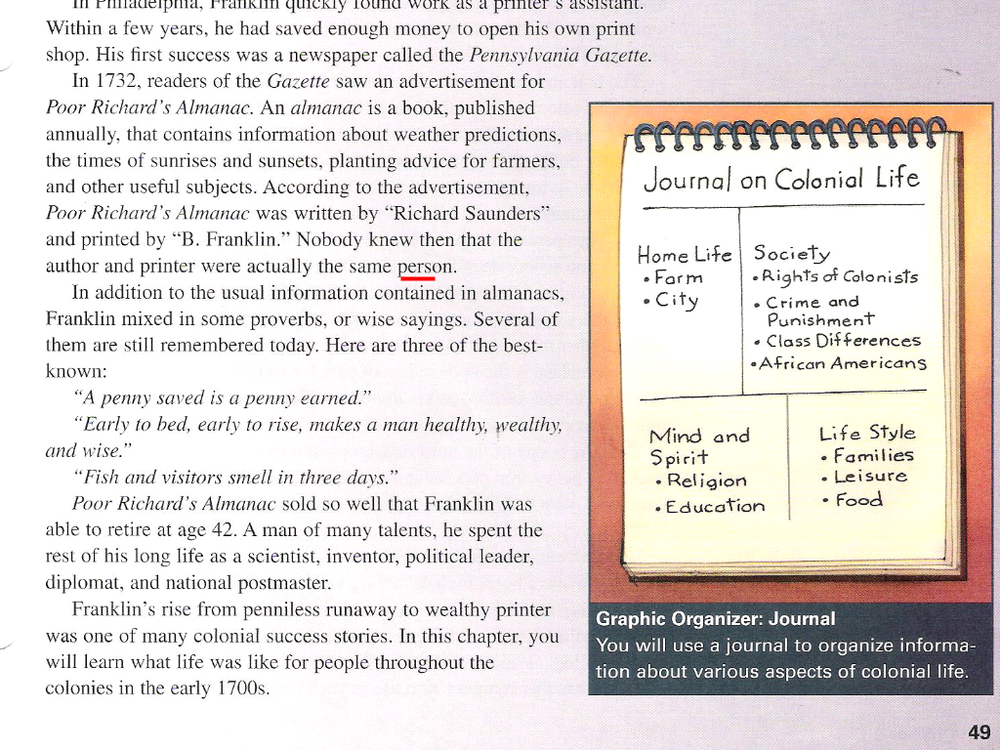 In Philadelphia, Franklin quickly found work as a printer's assistant.
Within a few years, he had saved enough money to open his own print
shop. His first success was a newspaper called the Pennsylvania Gazette.
In 1732, readers of the Gazette saw an advertisement for
Poor Richard's Almanac. An almanac is a book, published
annually, that contains information about weather predictions,
the times of sunrises and sunsets, planting advice for farmers,
and other useful subjects. According to the advertisement,
Poor Richard's Almanac was written by “Richard Saunders”
and printed by “B. Franklin.” Nobody knew then that the
author and printer were actually the same person.
In addition to the usual information contained in almanacs,
Franklin mixed in some proverbs, or wise sayings. Several of
them are still remembered today. Here are three of the best-
known:
“A penny saved is a penny earned.”
“Early to bed, early to rise, makes a man healthy, wealthy,
and wise.”
“Fish and visitors smell in three days.”
Poor Richard's Almanac sold so well that Franklin was
able to retire at age 42. A man of many talents, he spent the
rest of his long life as a scientist, inventor, political leader,
diplomat, and national postmaster.
Franklin's rise from penniless runaway to wealthy printer
was one of many colonial success stories. In this chapter, you
will learn what life was like for people throughout the
colonies in the early 1700s.
Journal on Colonial Life
Home Life
• Farm
• City
Society
• Rights of Colonists
• Crime and
Punishment
• Class Differences
• African Americans
Mind and
Spirit
• Religion
• Education
Life Style
• Families
• Leisure
• Food
Graphic Organizer: Journal
You will use a journal to organize informa-
tion about various aspects of colonial life.
49